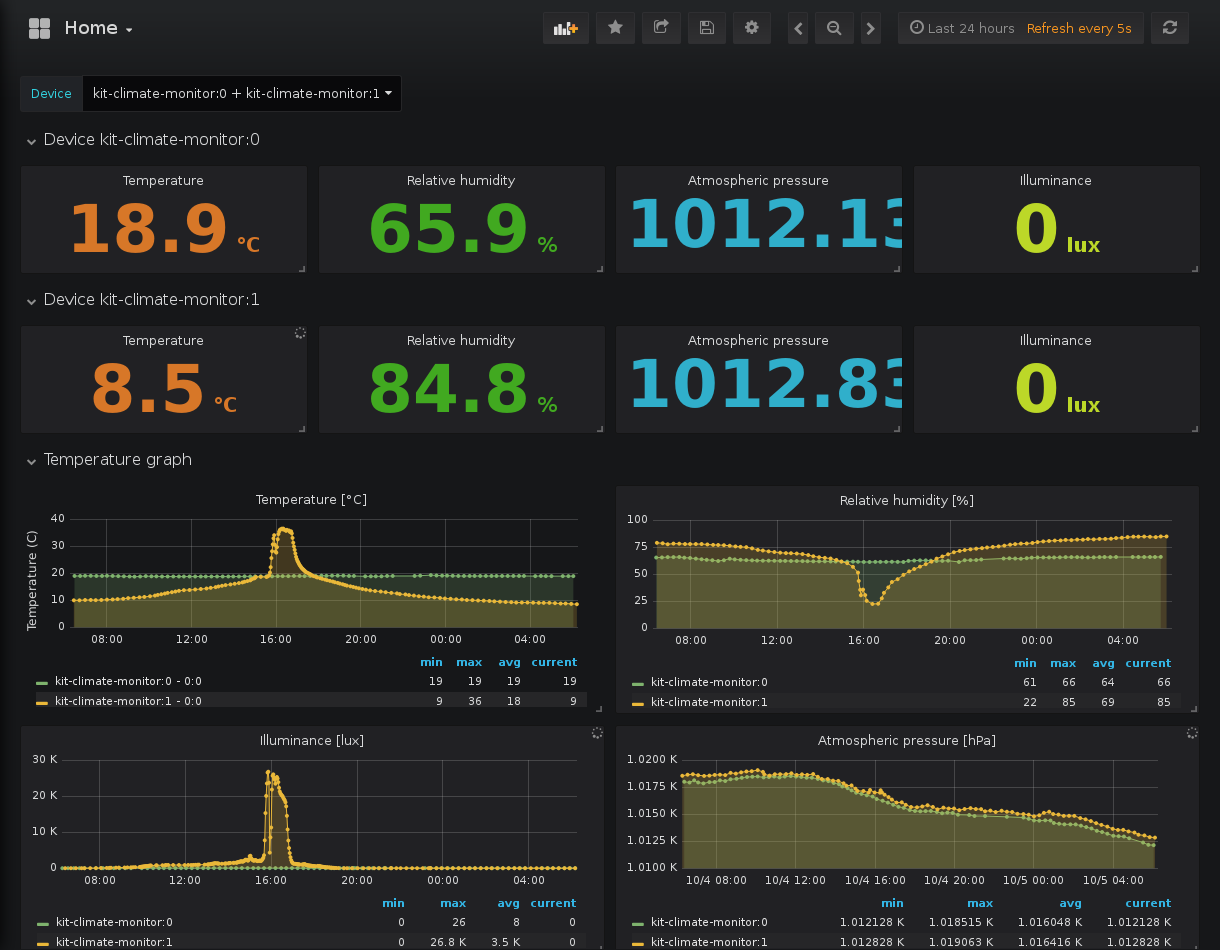 Home
Last 24 hours Refresh every 5s
Device kit-climate-monitor:0 + kit-climate-monitor:1
Device kit-climate-monitor:0
Temperature Relative humidity Atmospheric pressure Illuminance
18.9 °C 65.9 % 1012.13 0 lux
Device kit-climate-monitor:1
Temperature Relative humidity Atmospheric pressure Illuminance
8.5 °C 84.8 % 1012.83 0 lux
Temperature graph
Temperature [°C]
Temperature (C)
40
30
20
10
0
08:00 12:00 16:00 20:00 00:00 04:00
min max avg current
kit-climate-monitor:0 - 0:0 19 19 19 19
kit-climate-monitor:1 - 0:0 9 36 18 9
Relative humidity [%]
100
75
50
25
0
08:00 12:00 16:00 20:00 00:00 04:00
min max avg current
kit-climate-monitor:0 61 66 64 66
kit-climate-monitor:1 22 85 69 85
Illuminance [lux]
30 K
20 K
10 K
0
08:00 12:00 16:00 20:00 00:00 04:00
min max avg current
kit-climate-monitor:0 0 26 8 0
kit-climate-monitor:1 0 26.8 K 3.5 K 0
Atmospheric pressure [hPa]
1.0200 K
1.0175 K
1.0150 K
1.0125 K
1.0100 K
10/4 08:00 10/4 12:00 10/4 16:00 10/4 20:00 10/5 00:00 10/5 04:00
min max avg current
kit-climate-monitor:0 1.012128 K 1.018515 K 1.016048 K 1.012128 K
kit-climate-monitor:1 1.012828 K 1.019063 K 1.016416 K 1.012828 K